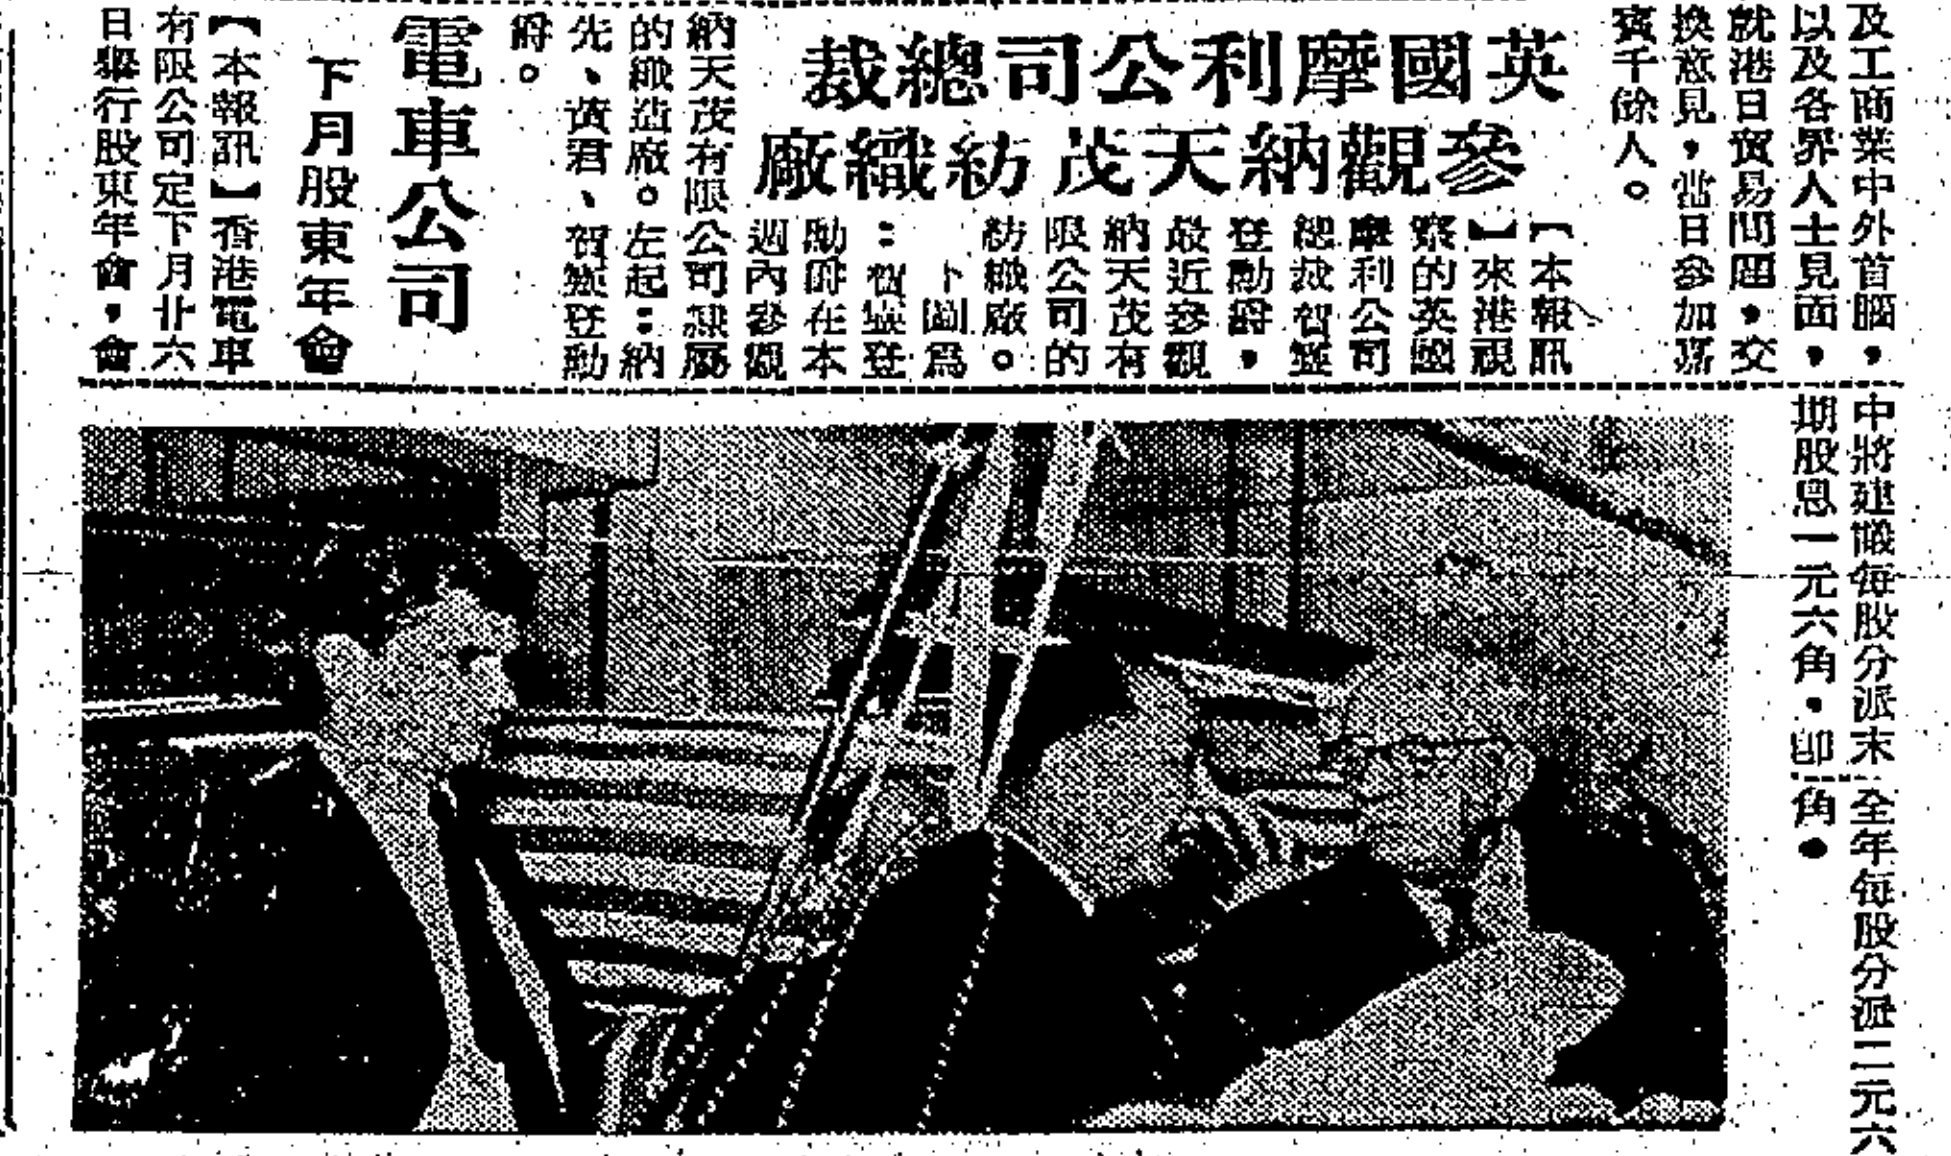 及工商業中外首腦，
以及各界人士見面，
就港日貿易問題，交
換意見，當日參加嘉
賓千餘人。
英國摩利公司總裁
參觀納天茂紡織廠
【本報訊
】來港視
察的英國
摩利公司
總裁賀
登勳爵，
最近參觀
納天茂有
限公司的
紡織廠。
下圖爲
：賀登
勳爵在本
週內參觀
納天茂有限公司隸屬
的織造廠。左起：納
先、黃君、賀登勳
爵。
電車公司
下月股東年會
【本報訊】香港電車
有限公司定下月廿六
日舉行股東年會，會
中將建議每股分派末
期股息一元六角，即
全年每股分派二元六
角。